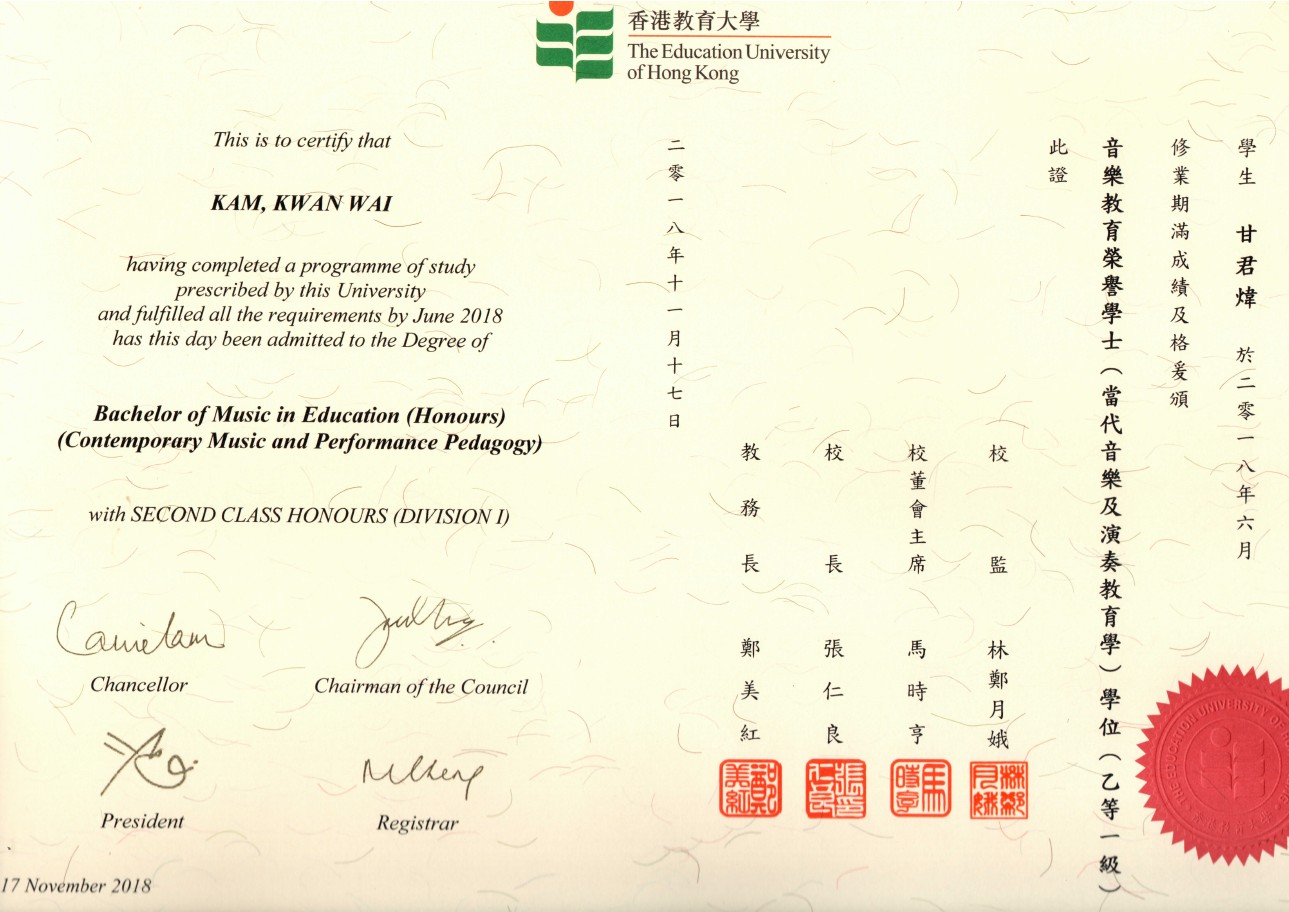 香港教育大學
The Education University
of Hong Kong
This is to certify that
KAM, KWAN WAI
having completed a programme of study
prescribed by this University
and fulfilled all the requirements by June 2018
has this day been admitted to the Degree of
Bachelor of Music in Education (Honours)
(Contemporary Music and Performance Pedagogy)
with SECOND CLASS HONOURS (DIVISION I)
Chancellor
Chairman of the Council
President
Registrar
17 November 2018
學生 甘君煒 於二零一八年六月
修業期滿成績及格爰頒
音樂教育榮譽學士（當代音樂及演奏教育學）學位（乙等一級）
此證
校監 林鄭月娥
校董會主席 馬時亨
校長 張仁良
教務長 鄭美紅
二零一八年十一月十七日